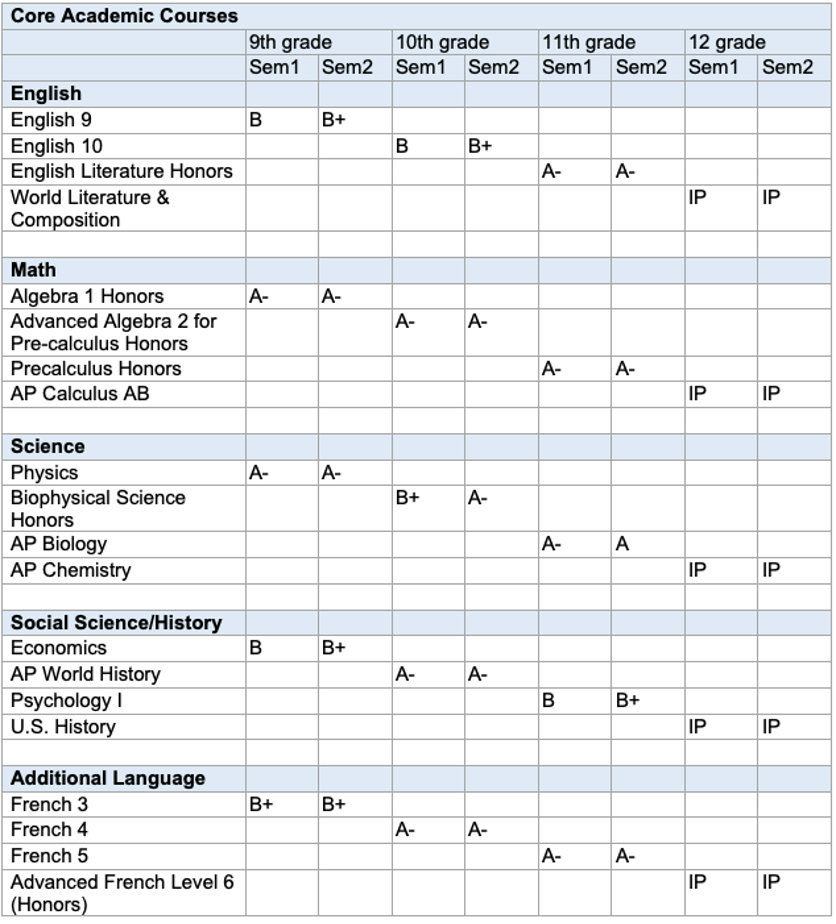 Core Academic Courses
9th grade 10th grade 11th grade 12 grade
Sem1 Sem2 Sem1 Sem2 Sem1 Sem2 Sem1 Sem2
English
English 9 B B+
English 10 B B+
English Literature Honors A- A-
World Literature & IP IP
Composition
Math
Algebra 1 Honors A- A-
Advanced Algebra 2 for A- A-
Pre-calculus Honors
Precalculus Honors A- A-
AP Calculus AB IP IP
Science
Physics A- A-
Biophysical Science B+ A-
Honors
AP Biology A- A
AP Chemistry IP IP
Social Science/History
Economics B B+
AP World History A- A-
Psychology I B B+
U.S. History IP IP
Additional Language
French 3 B+ B+
French 4 A- A-
French 5 A- A-
Advanced French Level 6 IP IP
(Honors)